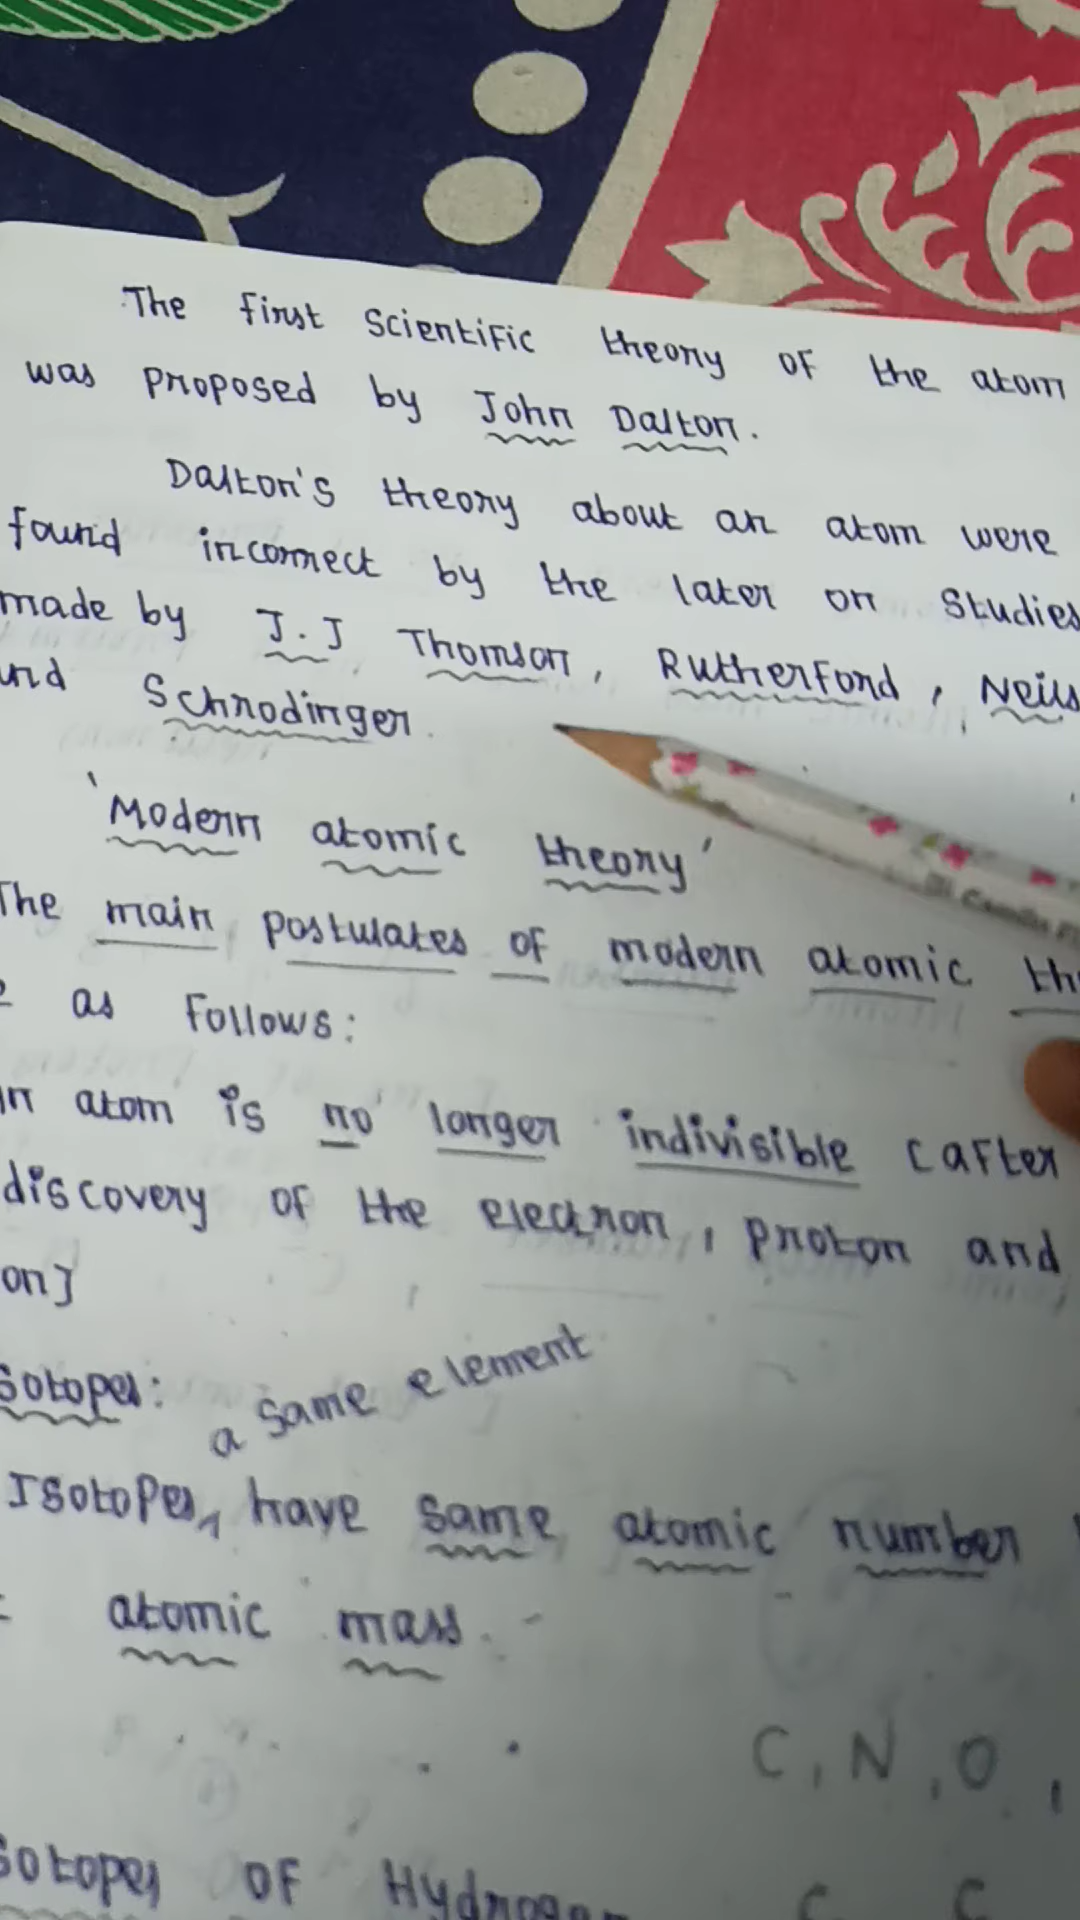 The first scientific theory of the atom
was proposed by John Dalton.
Dalton's theory about an atom were
found incorrect by the later on studies
made by J.J Thomson, Rutherford, Neils
Schrodinger.
'Modern atomic theory'
The main postulates of modern atomic
as follows:
atom is no longer indivisible (after
discovery of the electron, proton and
on]
sotopes:
a same element
Isotopes, have same atomic number
atomic mass.
C, N, O,
sotopes of Hydrogen
C C